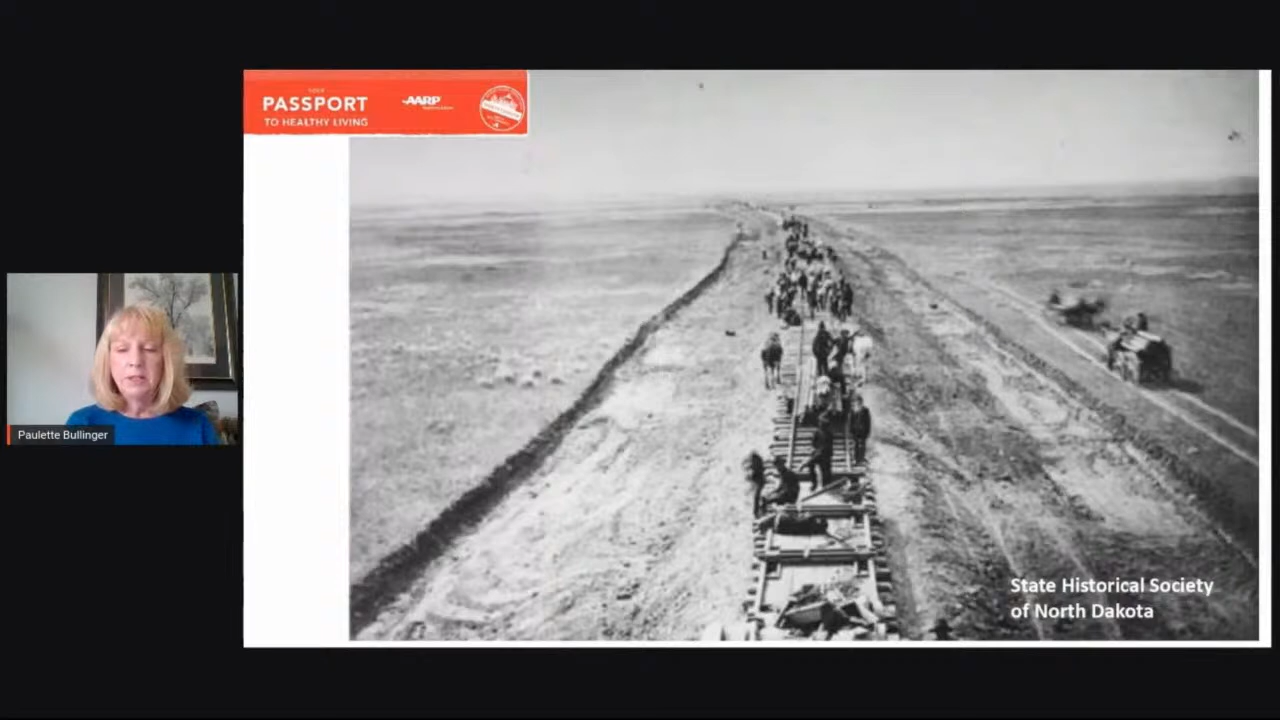 YOUR
PASSPORT
TO HEALTHY LIVING
AARP
Paulette Bullinger
State Historical Society
of North Dakota